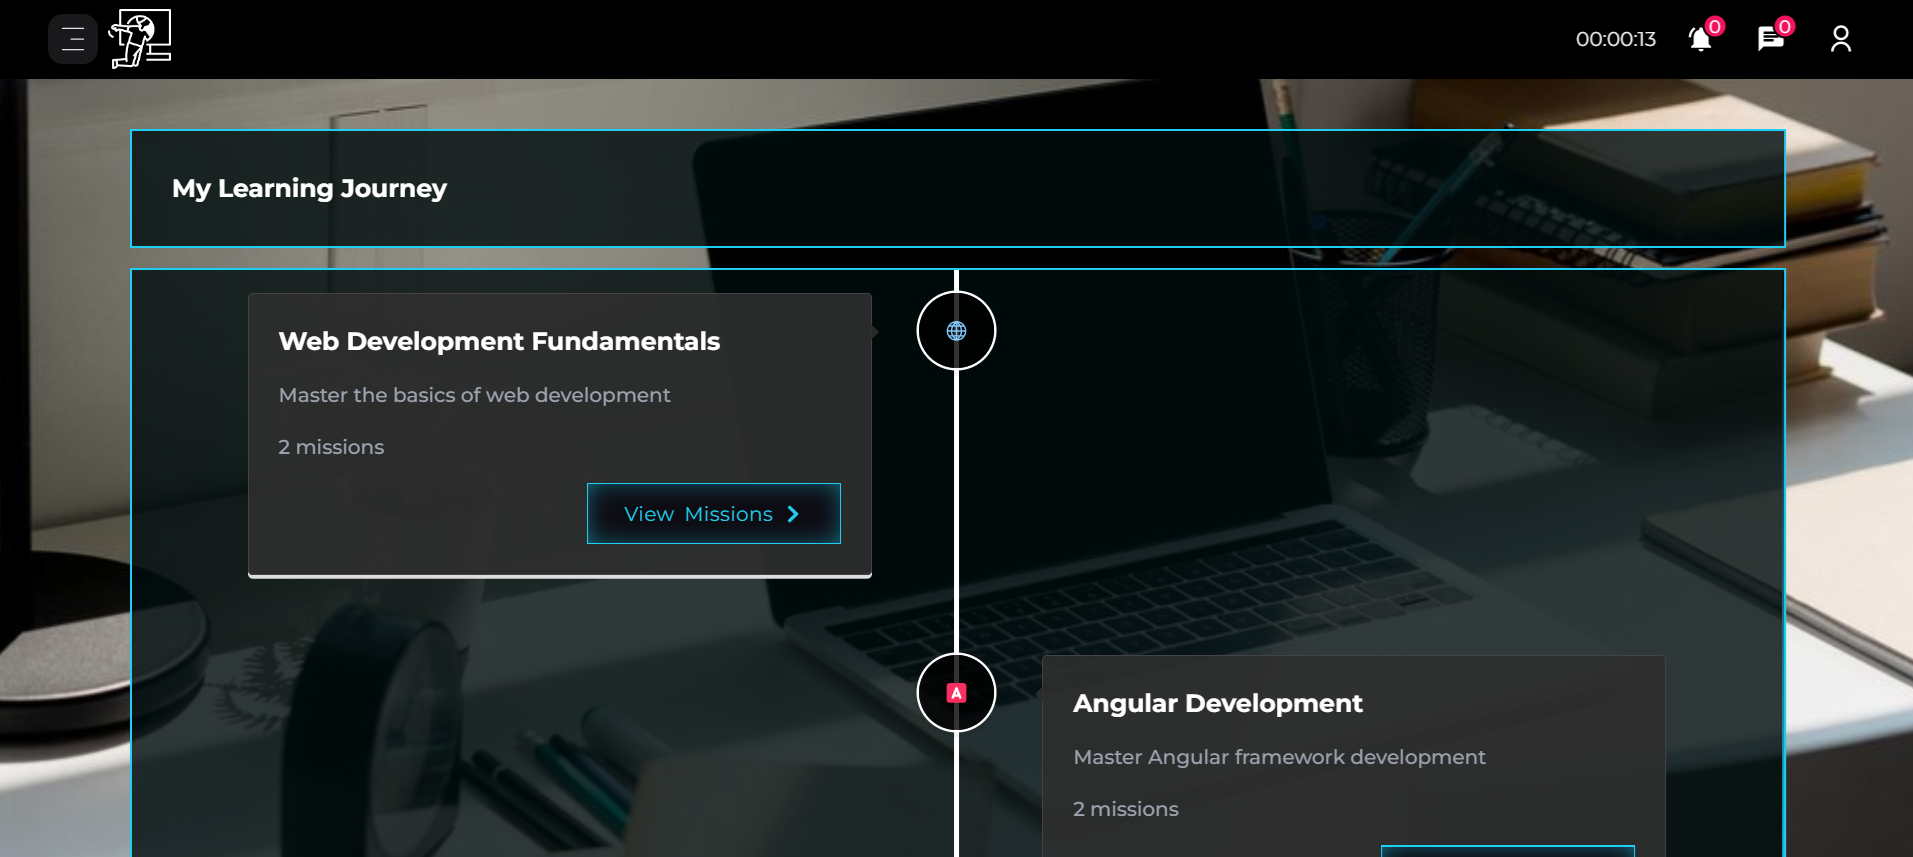 00:00:13
0
0
My Learning Journey
Web Development Fundamentals
Master the basics of web development
2 missions
View Missions
A
Angular Development
Master Angular framework development
2 missions